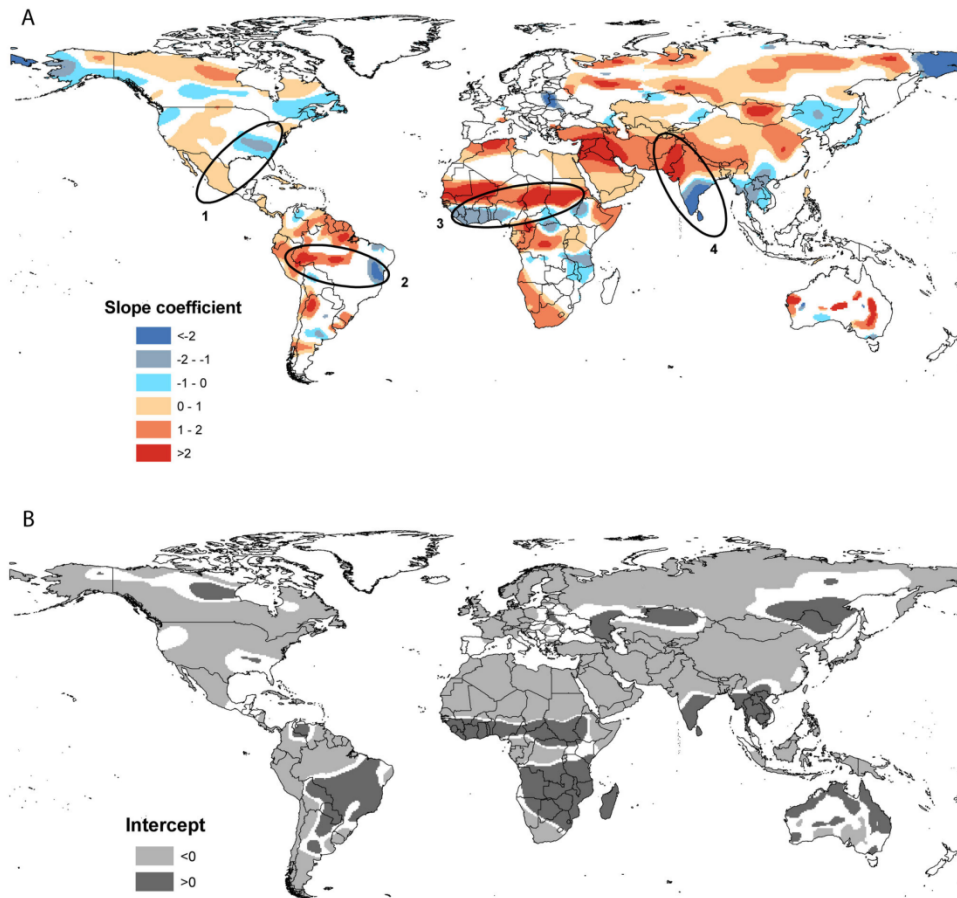 A
1
2
3
4
Slope coefficient
<-2
-2 - -1
-1 - 0
0 - 1
1 - 2
>2
B
Intercept
<0
>0